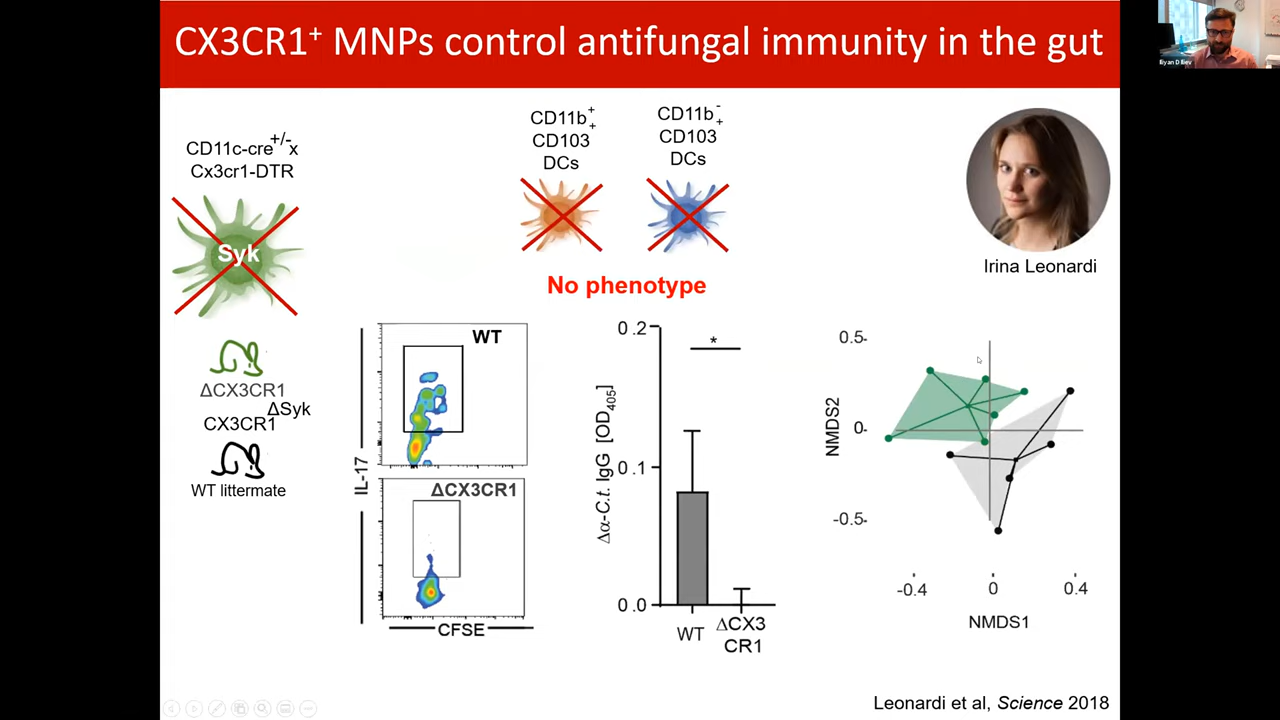 CX3CR1+ MNPs control antifungal immunity in the gut
CD11c-cre+/-x
Cx3cr1-DTR
Syk
ΔCX3CR1
CX3CR1ΔSyk
WT littermate
CD11b+
CD103+
DCs
CD11b-
CD103+
DCs
No phenotype
Irina Leonardi
WT
ΔCX3CR1
IL-17
CFSE
Δα-C.t. IgG [OD405]
0.2
0.1
0.0
*
WT
ΔCX3
CR1
NMDS2
0.5
0
-0.5
-0.4
0
0.4
NMDS1
Leonardi et al, Science 2018